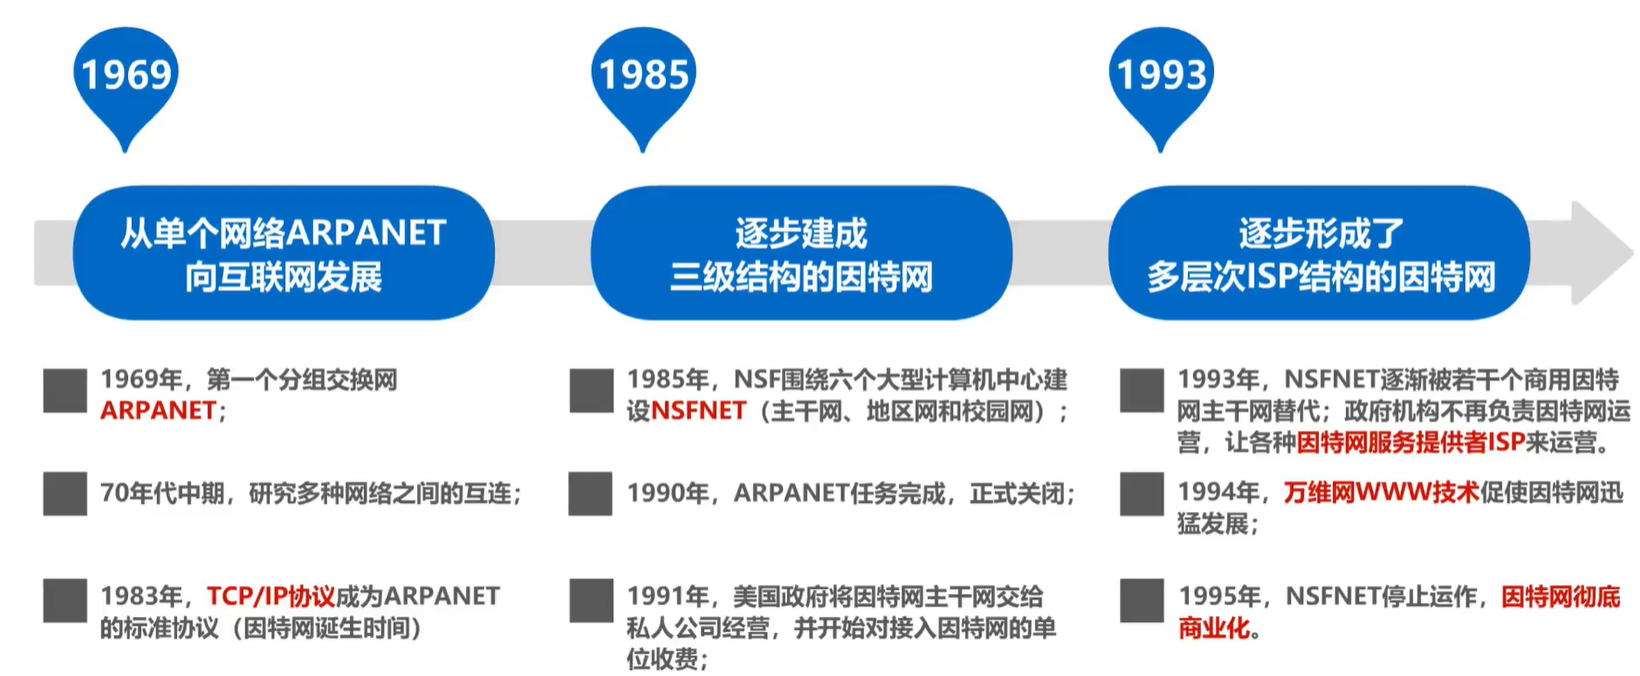 1969
从单个网络ARPANET
向互联网发展
1969年，第一个分组交换网
ARPANET；
70年代中期，研究多种网络之间的互连；
1983年，TCP/IP协议成为ARPANET
的标准协议（因特网诞生时间）
1985
逐步建成
三级结构的因特网
1985年，NSF围绕六个大型计算机中心建
设NSFNET（主干网、地区网和校园网）；
1990年，ARPANET任务完成，正式关闭；
1991年，美国政府将因特网主干网交给
私人公司经营，并开始对接入因特网的单
位收费；
1993
逐步形成了
多层次ISP结构的因特网
1993年，NSFNET逐渐被若干个商用因特
网主干网替代；政府机构不再负责因特网运
营，让各种因特网服务提供者ISP来运营。
1994年，万维网WWW技术促使因特网迅
猛发展；
1995年，NSFNET停止运作，因特网彻底
商业化。